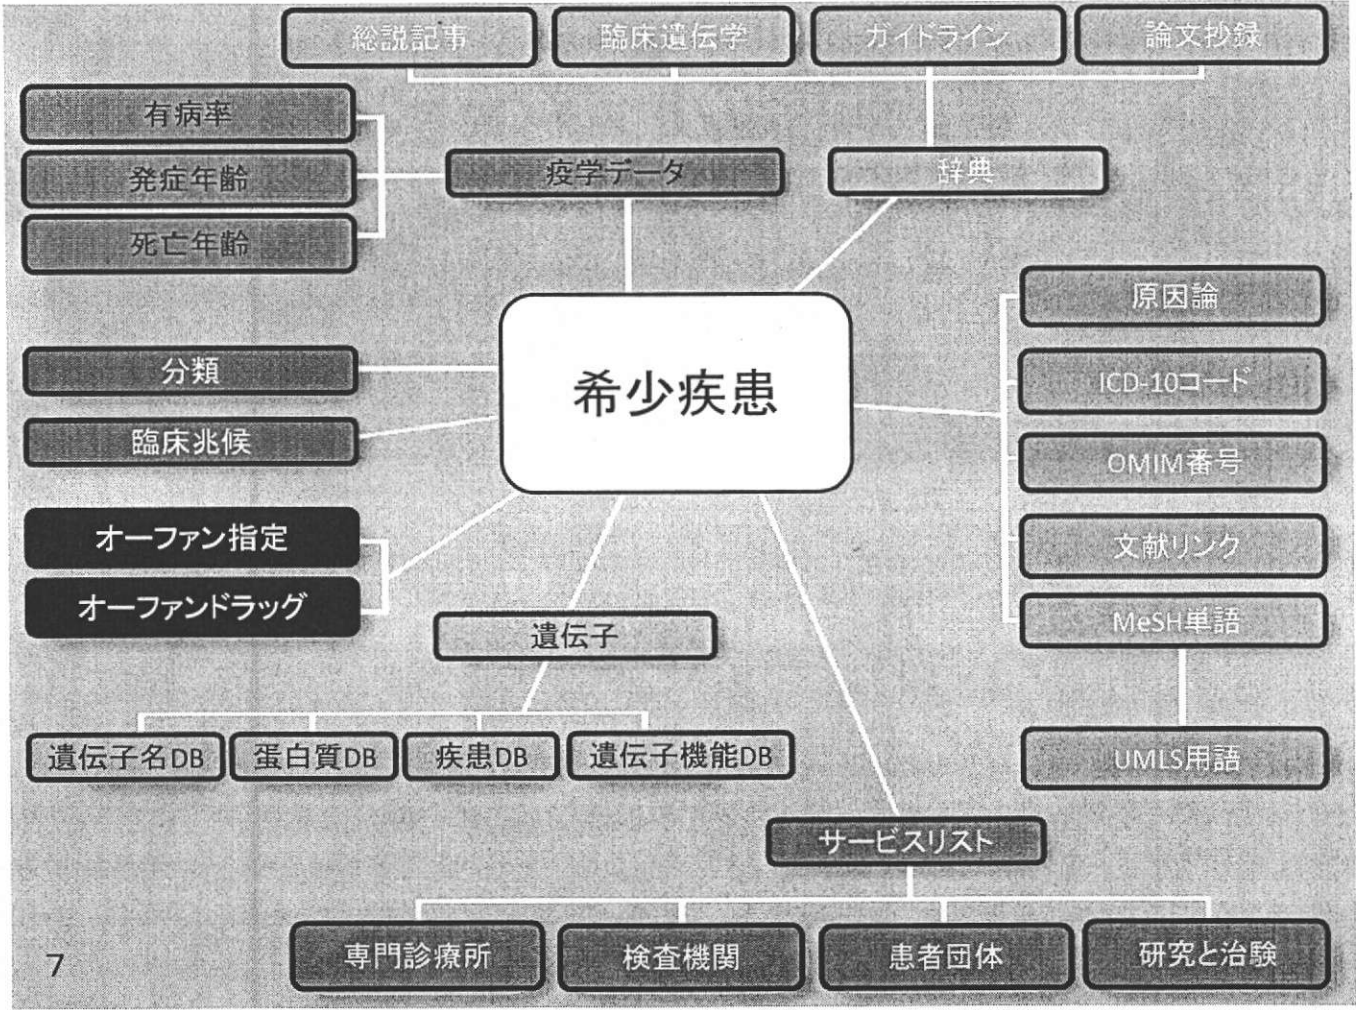 総説記事
臨床遺伝学
ガイドライン
論文抄録
有病率
発症年齢
死亡年齢
疫学データ
辞典
原因論
ICD-10コード
OMIM番号
文献リンク
MeSH単語
UMLS用語
希少疾患
分類
臨床兆候
オーファン指定
オーファンドラッグ
遺伝子
遺伝子名DB
蛋白質DB
疾患DB
遺伝子機能DB
サービスリスト
専門診療所
検査機関
患者団体
研究と治験
7